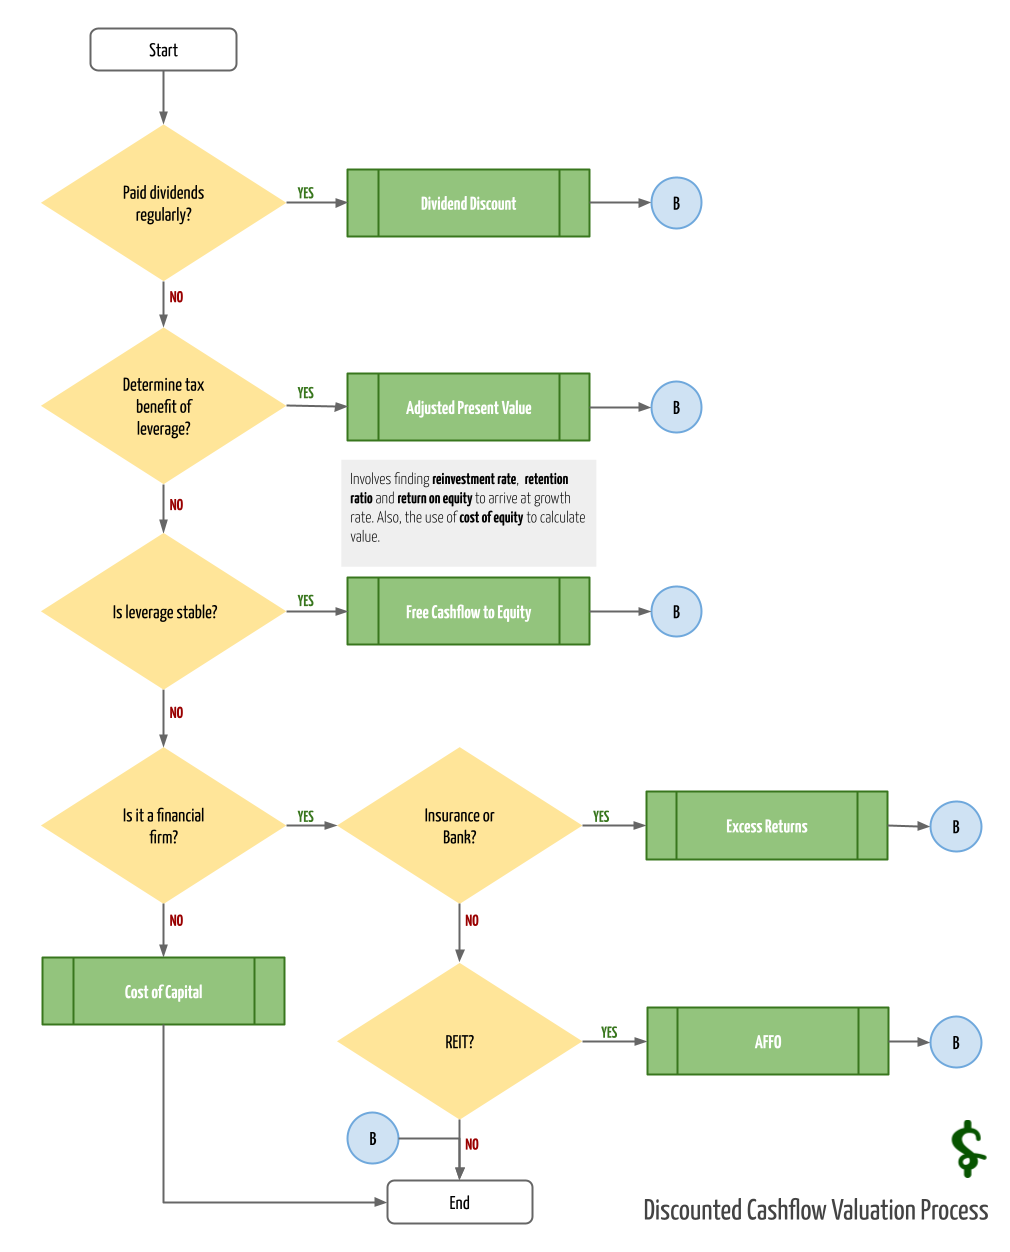 Start
Paid dividends
regularly?
YES
Dividend Discount
B
NO
Determine tax
benefit of
leverage?
YES
Adjusted Present Value
B
Involves finding reinvestment rate, retention
ratio and return on equity to arrive at growth
rate. Also, the use of cost of equity to calculate
value.
NO
Is leverage stable?
YES
Free Cashflow to Equity
B
NO
Is it a financial
firm?
YES
Insurance or
Bank?
YES
Excess Returns
B
NO
NO
Cost of Capital
REIT?
YES
AFFO
B
B
NO
End
Discounted Cashflow Valuation Process